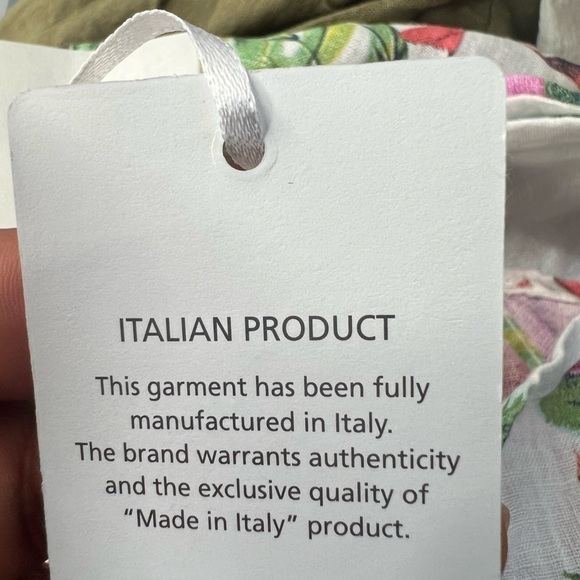 ITALIAN PRODUCT
This garment has been fully
manufactured in Italy.
The brand warrants authenticity
and the exclusive quality of
“Made in Italy” product.